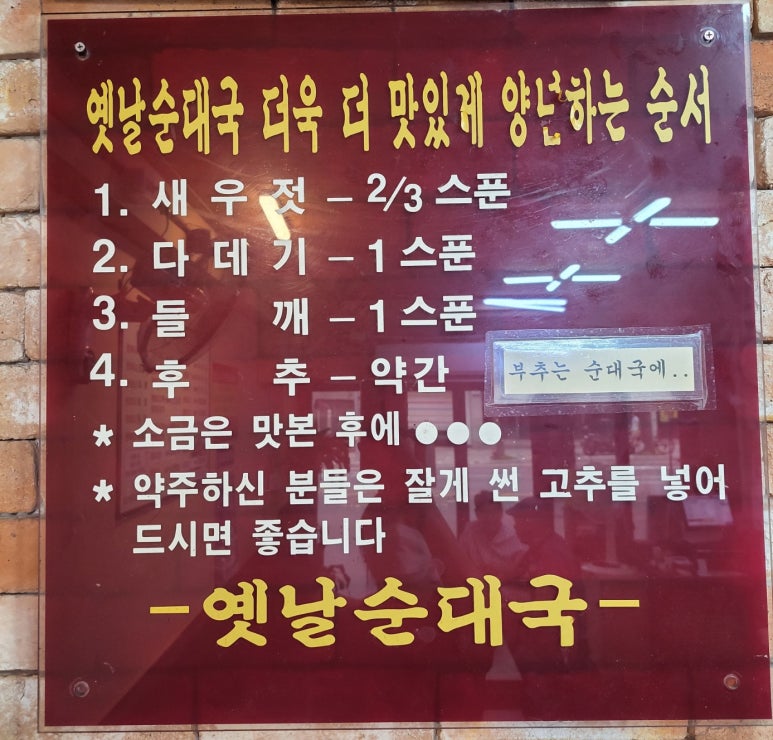 옛날순대국 더욱 더 맛있게 양념하는 순서
1. 새우젓 – 2/3 스푼
2. 다데기 – 1 스푼
3. 들 깨 – 1 스푼
4. 후 추 – 약간
부추는 순대국에..
* 소금은 맛본 후에 ●●●
* 약주하신 분들은 잘게 썬 고추를 넣어
드시면 좋습니다
–옛날순대국–